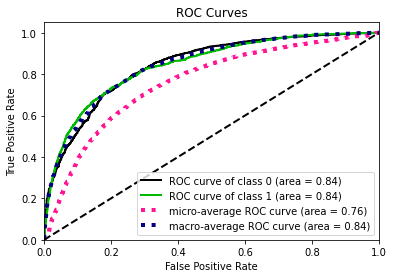 ROC Curves
True Positive Rate
1.0
0.8
0.6
0.4
0.2
0.0
ROC curve of class 0 (area = 0.84)
ROC curve of class 1 (area = 0.84)
micro-average ROC curve (area = 0.76)
macro-average ROC curve (area = 0.84)
0.0 0.2 0.4 0.6 0.8 1.0
False Positive Rate